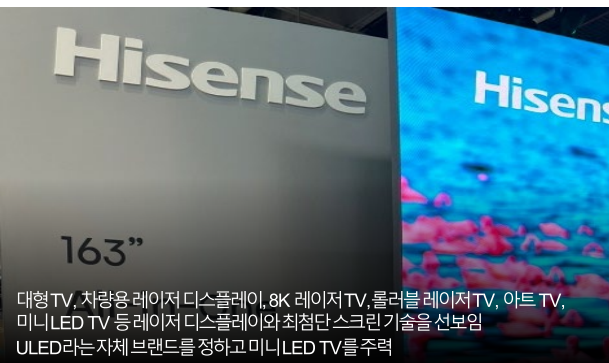 Hisense
Hisens
163"
대형TV, 차량용 레이저 디스플레이, 8K 레이저TV, 롤러블 레이저TV, 아트 TV,
미니LED TV 등 레이저 디스플레이와 최첨단 스크린 기술을 선보임
ULED라는 자체 브랜드를 정하고 미니LED TV를 주력